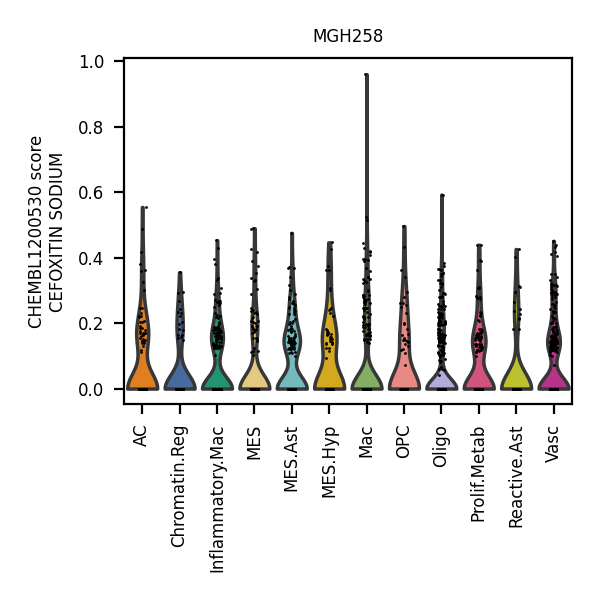 MGH258
CHEMBL1200530 score
CEFOXITIN SODIUM
1.0
0.8
0.6
0.4
0.2
0.0
AC
Chromatin.Reg
Inflammatory.Mac
MES
MES.Ast
MES.Hyp
Mac
OPC
Oligo
Prolif.Metab
Reactive.Ast
Vasc